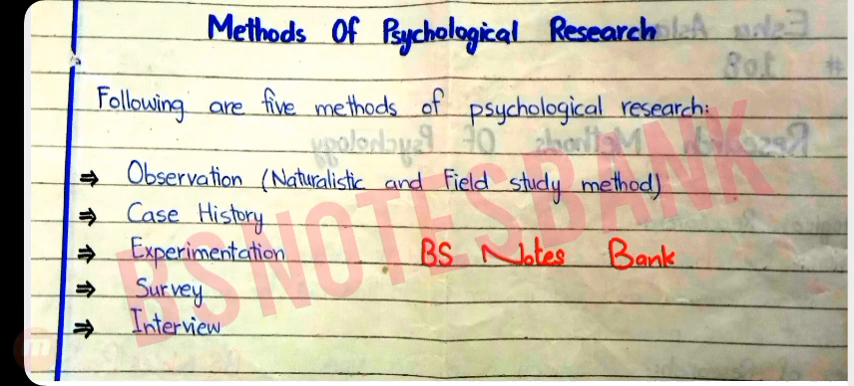 Methods Of Psychological Research
Following are five methods of psychological research:
⇒ Observation (Naturalistic and Field study method)
⇒ Case History
⇒ Experimentation
BS Notes Bank
⇒ Survey
⇒ Interview
BSNOTESBANK